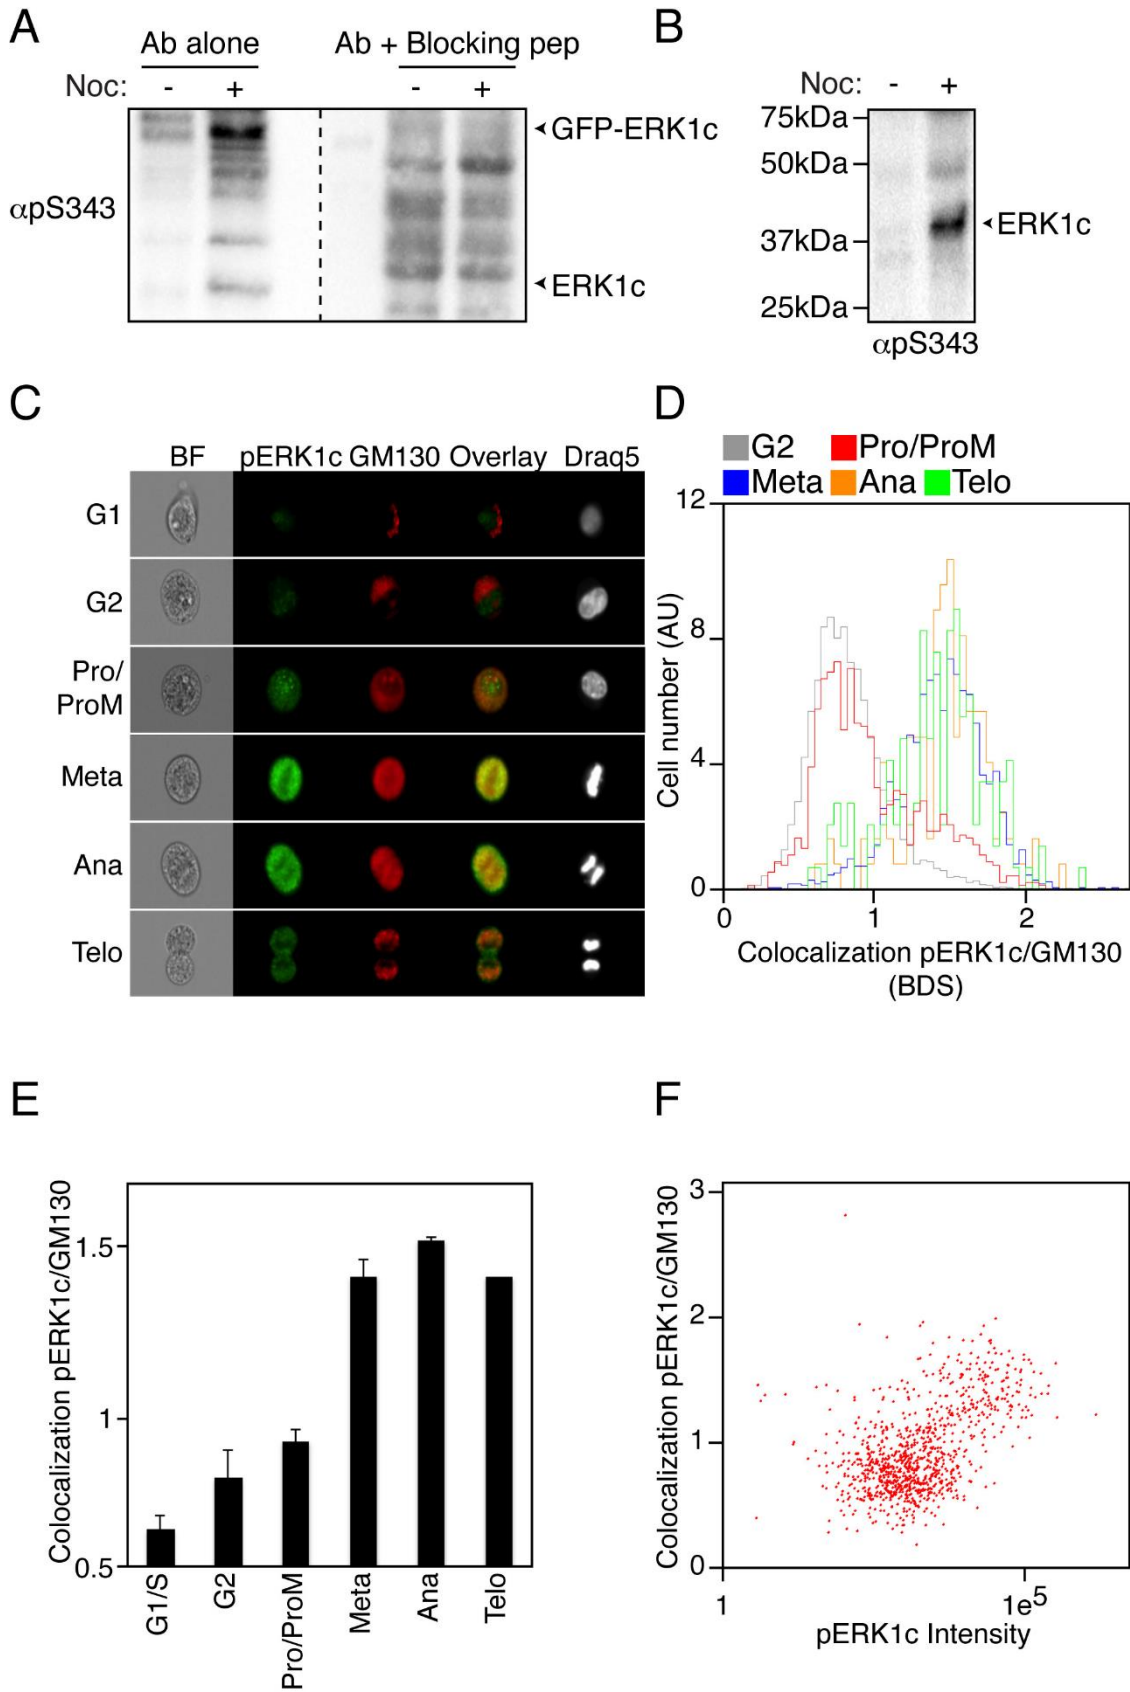 A
Ab alone
Ab + Blocking pep
Noc:
-
+
-
+
αpS343
GFP-ERK1c
ERK1c
B
Noc:
-
+
75kDa
50kDa
37kDa
25kDa
ERK1c
αpS343
C
BF
pERK1c
GM130
Overlay
Draq5
G1
G2
Pro/
ProM
Meta
Ana
Telo
D
G2
Pro/ProM
Meta
Ana
Telo
12
8
4
0
Cell number (AU)
0
1
2
Colocalization pERK1c/GM130
(BDS)
E
Colocalization pERK1c/GM130
1.5
1
0.5
G1/S
G2
Pro/ProM
Meta
Ana
Telo
F
Colocalization pERK1c/GM130
3
2
1
0
1
1e5
pERK1c Intensity